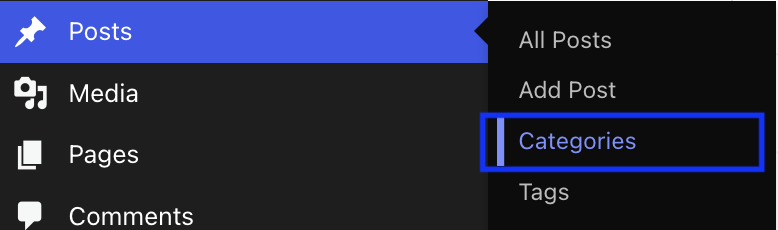 Posts
Media
Pages
Comments
All Posts
Add Post
Categories
Tags